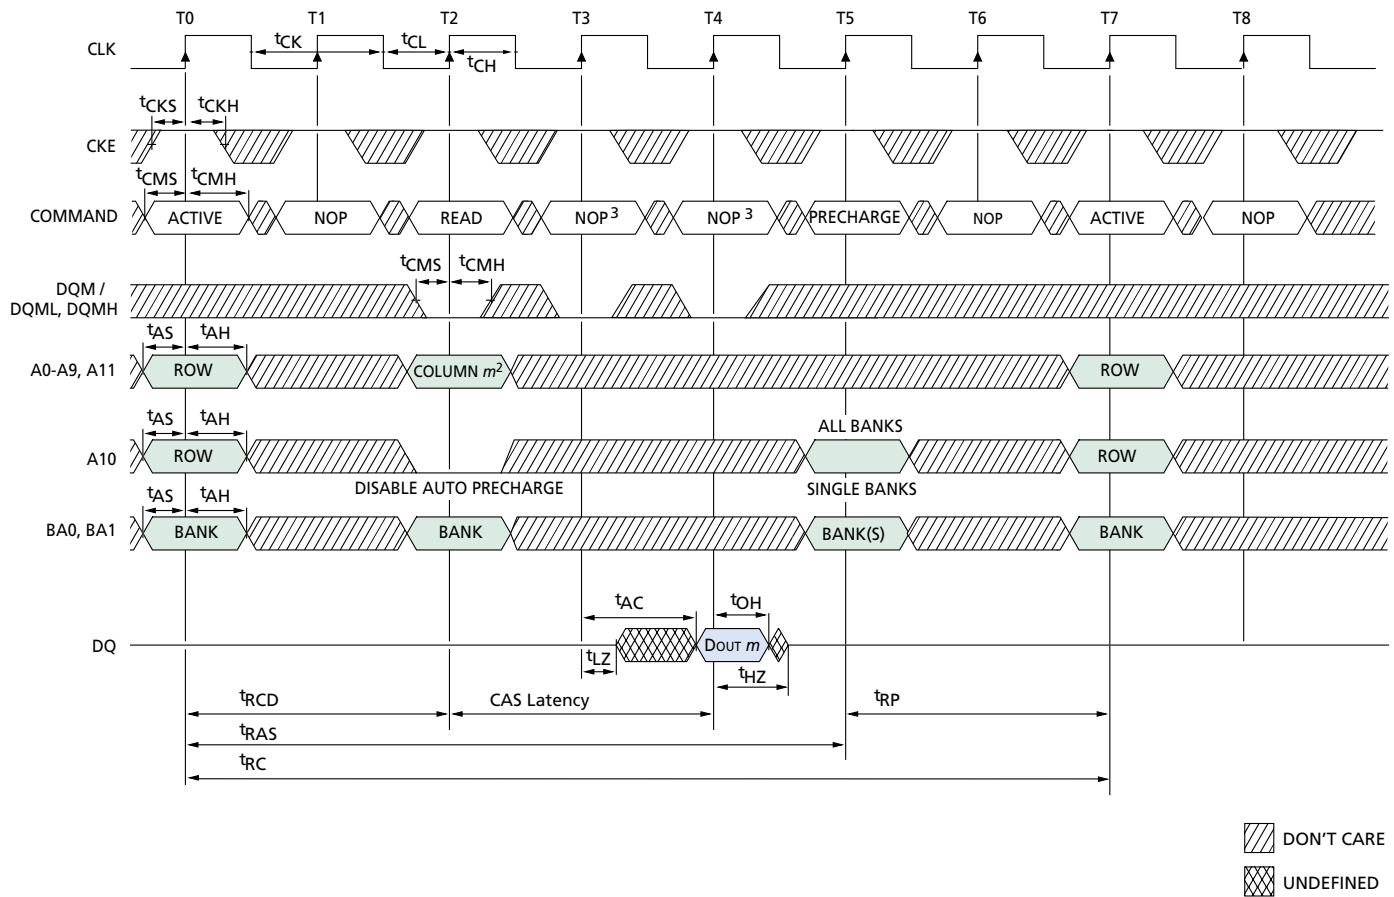 T0 T1 T2 T3 T4 T5 T6 T7 T8
CLK
tCK tCL
tCH
tCKS tCKH
CKE
tCMS tCMH
COMMAND ACTIVE NOP READ NOP3 NOP3 PRECHARGE NOP ACTIVE NOP
tCMS tCMH
DQM /
DQML, DQMH
tAS tAH
A0-A9, A11 ROW COLUMN m2 ROW
tAS tAH
ALL BANKS
A10 ROW ROW
DISABLE AUTO PRECHARGE SINGLE BANKS
tAS tAH
BA0, BA1 BANK BANK BANK(S) BANK
tAC tOH
DQ DOUT m
tLZ tHZ
tRCD CAS Latency tRP
tRAS
tRC
DON'T CARE
UNDEFINED